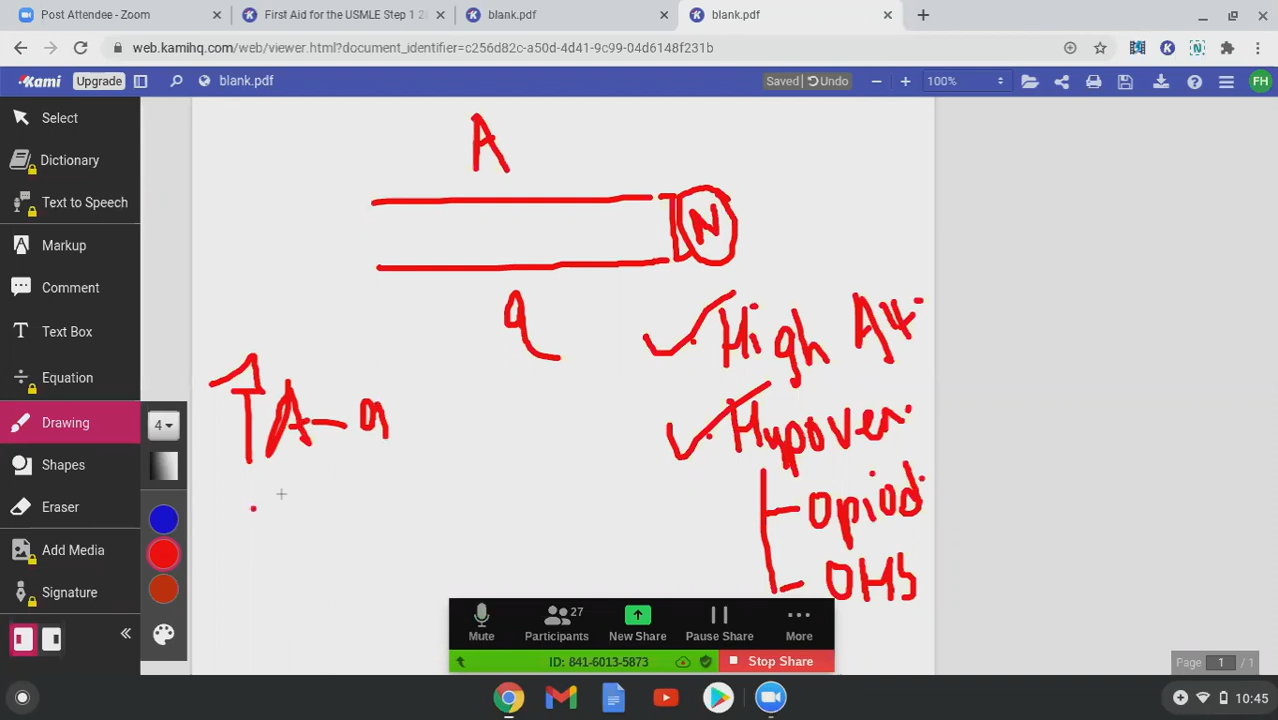 Post Attendee - Zoom
First Aid for the USMLE Step 1 2
blank.pdf
blank.pdf
web.kamihq.com/web/viewer.html?document_identifier=c256d82c-a50d-4d41-9c99-04d6148f231b
Kami
Upgrade
blank.pdf
Saved
Undo
100%
FH
Select
Dictionary
Text to Speech
Markup
Comment
Text Box
Equation
Drawing
4
Shapes
Eraser
Add Media
Signature
A
N
a
High Alt.
Hypoven.
Opiod
OHS
A-a
Mute
Participants
27
New Share
Pause Share
More
ID: 841-6013-5873
Stop Share
Page 1 / 1
10:45